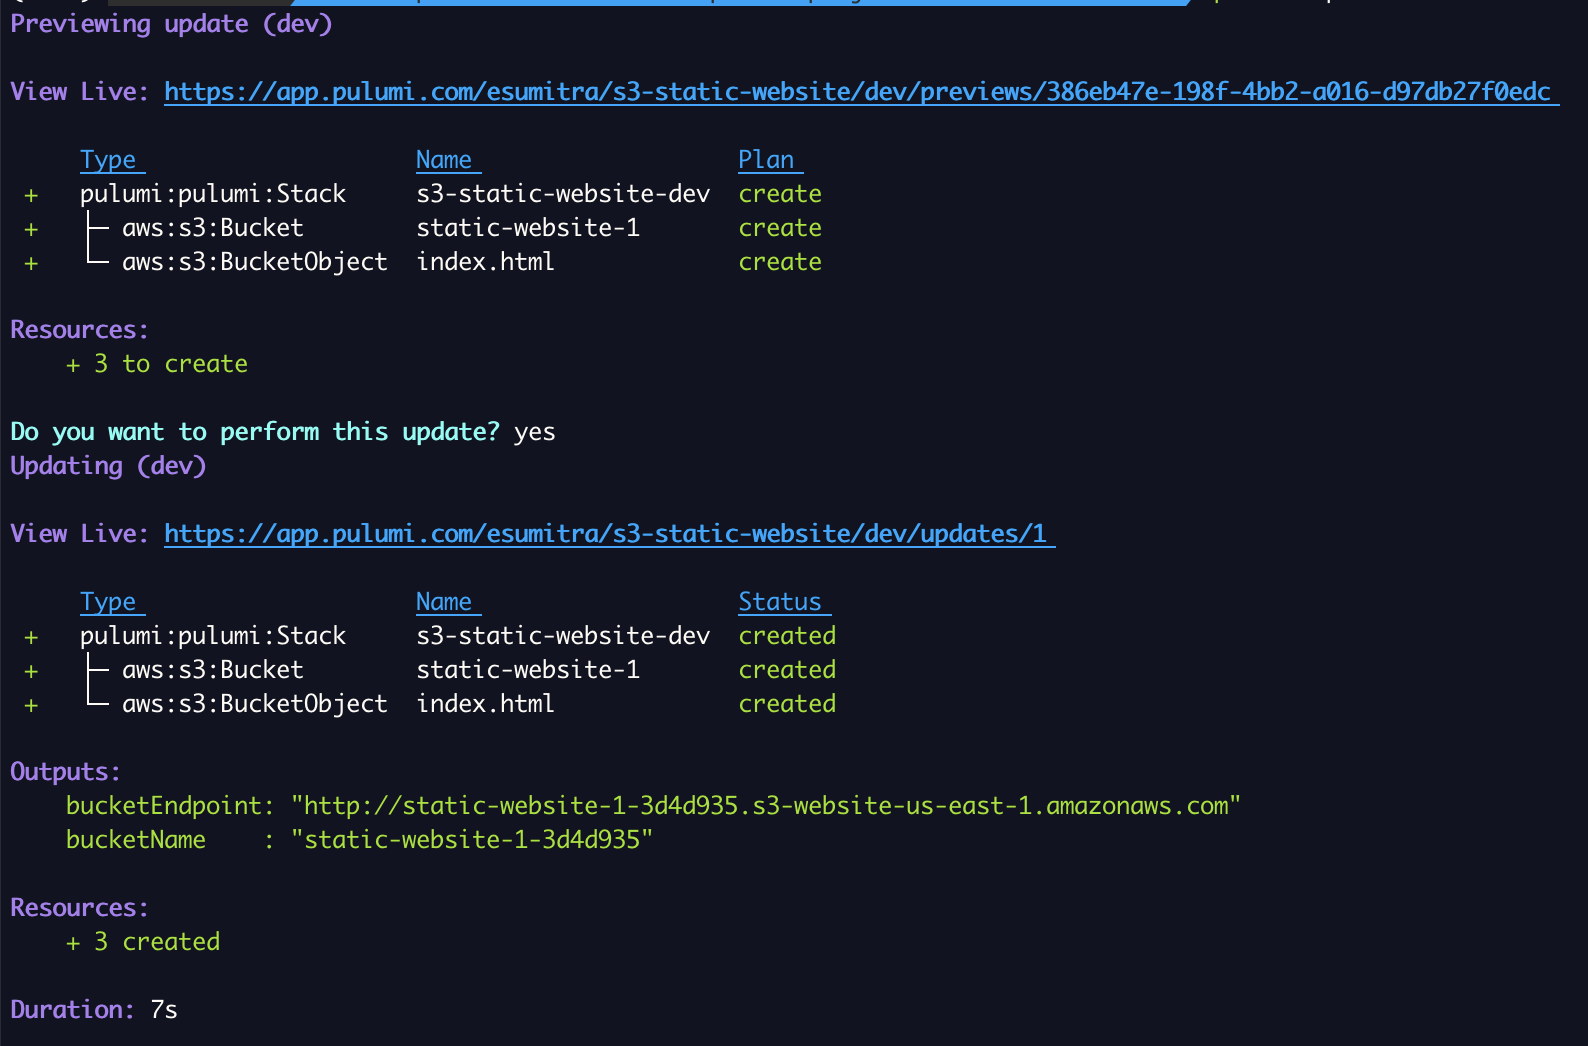 Previewing update (dev)
View Live: https://app.pulumi.com/esumitra/s3-static-website/dev/previews/386eb47e-198f-4bb2-a016-d97db27f0edc
Type Name Plan
+ pulumi:pulumi:Stack s3-static-website-dev create
+ ├─ aws:s3:Bucket static-website-1 create
+ └─ aws:s3:BucketObject index.html create
Resources:
+ 3 to create
Do you want to perform this update? yes
Updating (dev)
View Live: https://app.pulumi.com/esumitra/s3-static-website/dev/updates/1
Type Name Status
+ pulumi:pulumi:Stack s3-static-website-dev created
+ ├─ aws:s3:Bucket static-website-1 created
+ └─ aws:s3:BucketObject index.html created
Outputs:
bucketEndpoint: "http://static-website-1-3d4d935.s3-website-us-east-1.amazonaws.com"
bucketName : "static-website-1-3d4d935"
Resources:
+ 3 created
Duration: 7s